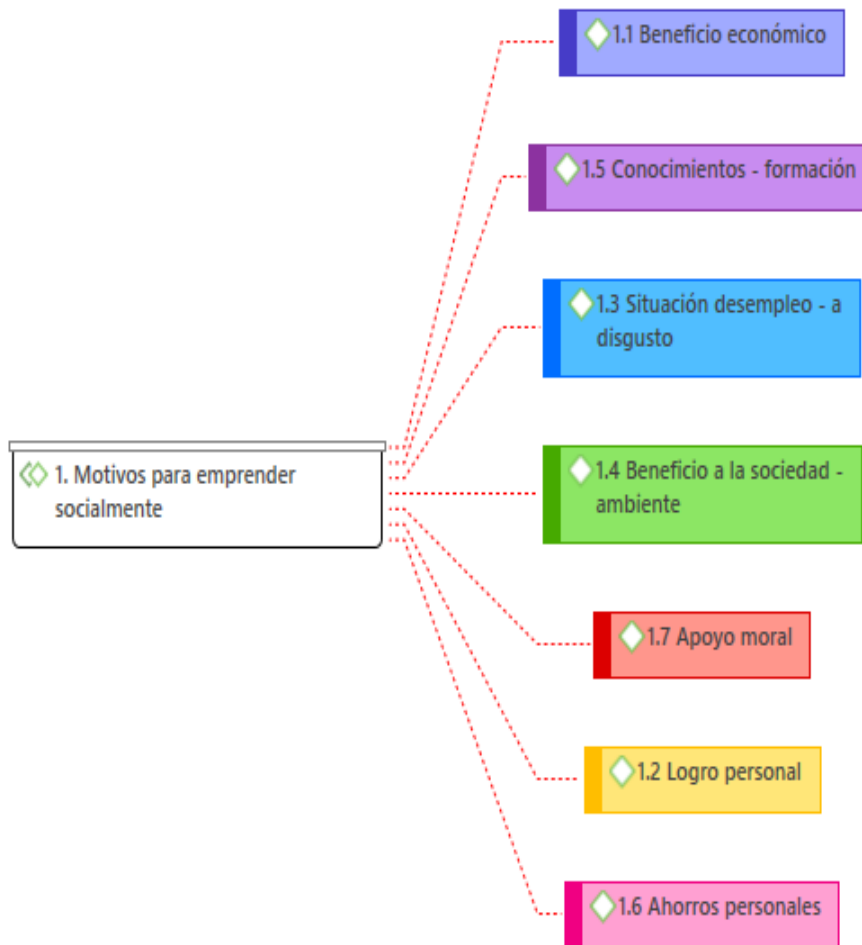 1.1 Beneficio económico
1.5 Conocimientos - formación
1.3 Situación desempleo - a
disgusto
1. Motivos para emprender
socialmente
1.4 Beneficio a la sociedad -
ambiente
1.7 Apoyo moral
1.2 Logro personal
1.6 Ahorros personales